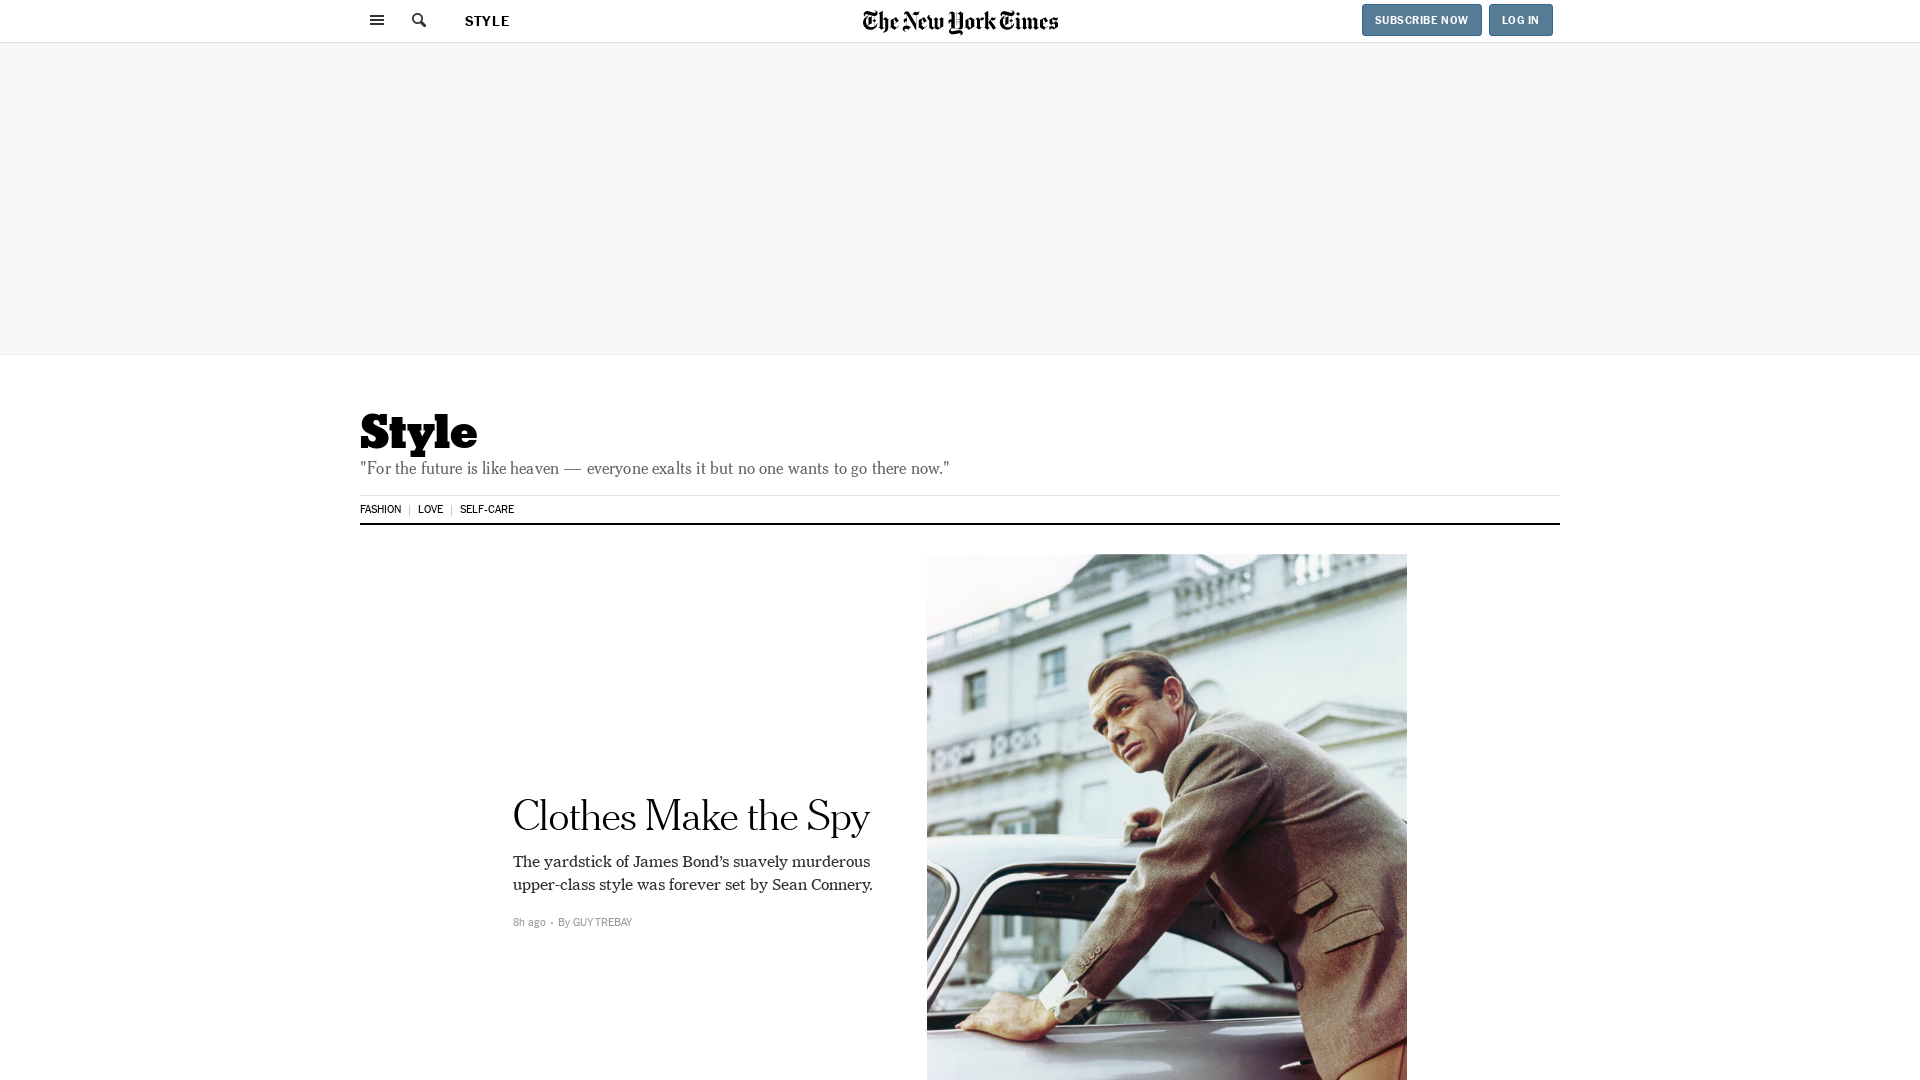 STYLE
The New York Times
SUBSCRIBE NOW
LOG IN
Style
"For the future is like heaven — everyone exalts it but no one wants to go there now."
FASHION
LOVE
SELF-CARE
Clothes Make the Spy
The yardstick of James Bond’s suavely murderous
upper-class style was forever set by Sean Connery.
8h ago • By GUY TREBAY